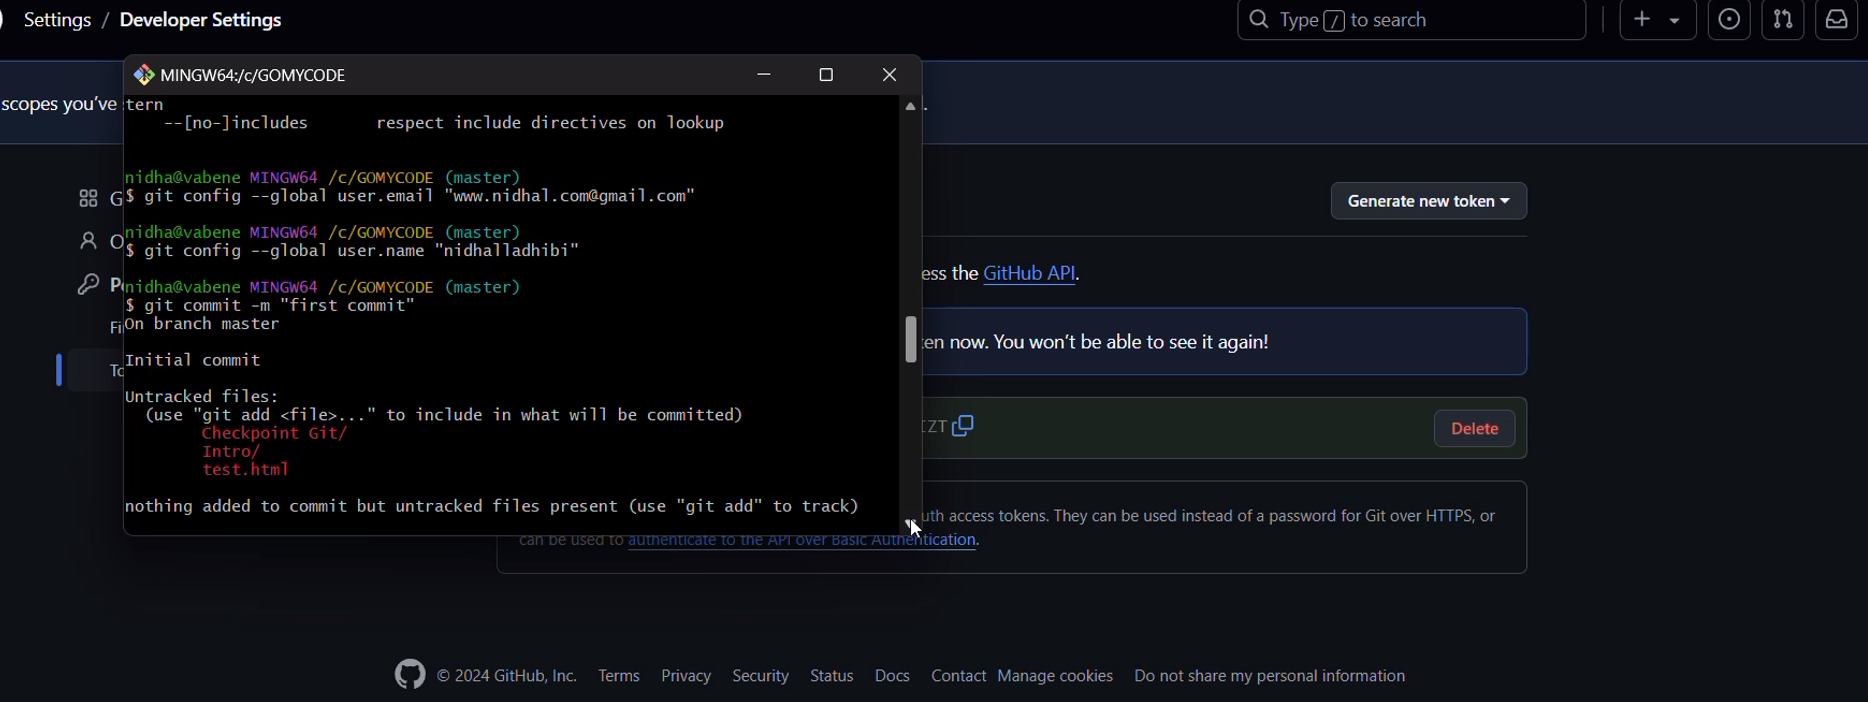 Settings / Developer Settings
Type / to search
scopes you've
MINGW64:/c/GOMYCODE
tern
--[no-]includes respect include directives on lookup
nidha@vabene MINGW64 /c/GOMYCODE (master)
$ git config --global user.email "www.nidhal.com@gmail.com"
nidha@vabene MINGW64 /c/GOMYCODE (master)
$ git config --global user.name "nidhalladhibi"
nidha@vabene MINGW64 /c/GOMYCODE (master)
$ git commit -m "first commit"
On branch master
Initial commit
Untracked files:
(use "git add <file>..." to include in what will be committed)
Checkpoint Git/
Intro/
test.html
nothing added to commit but untracked files present (use "git add" to track)
Generate new token
ess the GitHub API.
en now. You won't be able to see it again!
ZT
Delete
uth access tokens. They can be used instead of a password for Git over HTTPS, or
can be used to authenticate to the API over Basic Authentication.
© 2024 GitHub, Inc. Terms Privacy Security Status Docs Contact Manage cookies Do not share my personal information